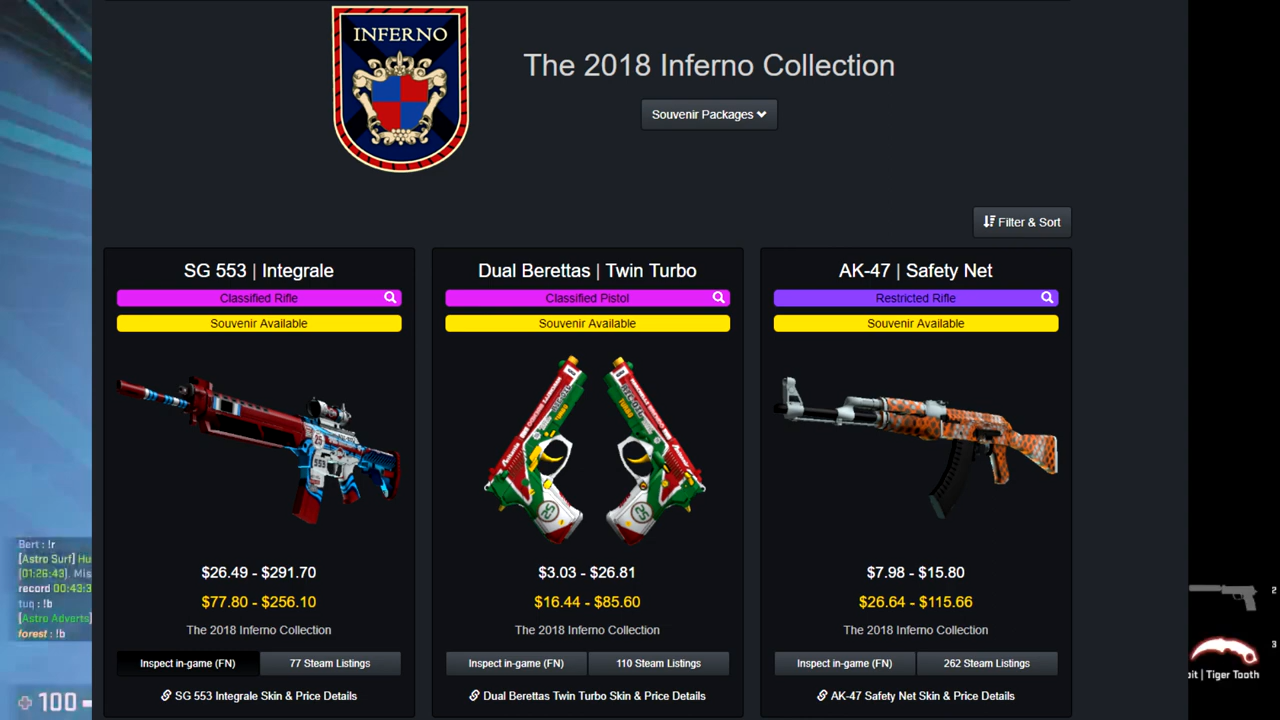 INFERNO
The 2018 Inferno Collection
Souvenir Packages
Filter & Sort
SG 553 | Integrale
Classified Rifle
Souvenir Available
$26.49 - $291.70
$77.80 - $256.10
The 2018 Inferno Collection
Inspect in-game (FN)
77 Steam Listings
SG 553 Integrale Skin & Price Details
Dual Berettas | Twin Turbo
Classified Pistol
Souvenir Available
$3.03 - $26.81
$16.44 - $85.60
The 2018 Inferno Collection
Inspect in-game (FN)
110 Steam Listings
Dual Berettas Twin Turbo Skin & Price Details
AK-47 | Safety Net
Restricted Rifle
Souvenir Available
$7.98 - $15.80
$26.64 - $115.66
The 2018 Inferno Collection
Inspect in-game (FN)
262 Steam Listings
AK-47 Safety Net Skin & Price Details
Bert : !r
[Astro Surf] Hu
[01:26:43]. Mis
record 00:43:3
tuq : !b
[Astro Adverts]
forest : !b
100
2
3
bit | Tiger Tooth